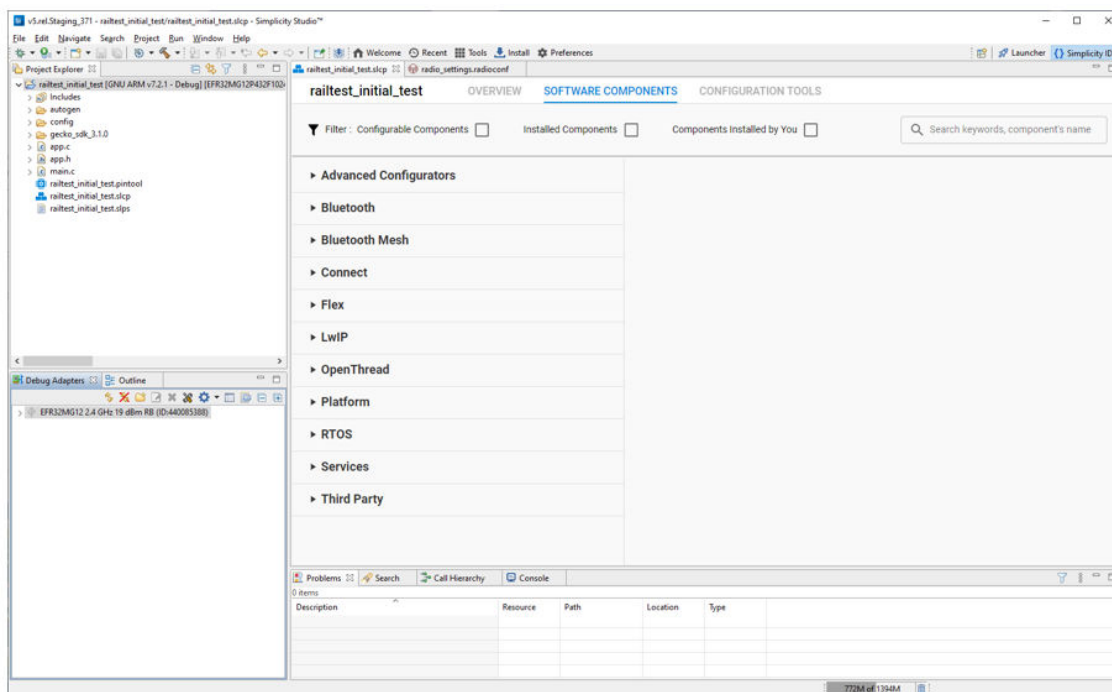 v5.rel.Staging_371 - railtest_initial_test/railtest_initial_test.slcp - Simplicity Studio™
File Edit Navigate Search Project Run Window Help
Welcome Recent Tools Install Preferences
Launcher Simplicity ID
Project Explorer
railtest_initial_test [GNU ARM v7.2.1 - Debug] [EFR32MG12P432F102
Includes
autogen
config
gecko_sdk_3.1.0
app.c
app.h
main.c
railtest_initial_test.pintool
railtest_initial_test.slcp
railtest_initial_test.slps
Debug Adapters Outline
EFR32MG12 2.4 GHz 19 dBm RB (ID:440085388)
railtest_initial_test.slcp radio_settings.radioconf
railtest_initial_test OVERVIEW SOFTWARE COMPONENTS CONFIGURATION TOOLS
Filter : Configurable Components Installed Components Components Installed by You Search keywords, component's name
Advanced Configurators
Bluetooth
Bluetooth Mesh
Connect
Flex
LwIP
OpenThread
Platform
RTOS
Services
Third Party
Problems Search Call Hierarchy Console
0 items
Description Resource Path Location Type
772M of 1394M